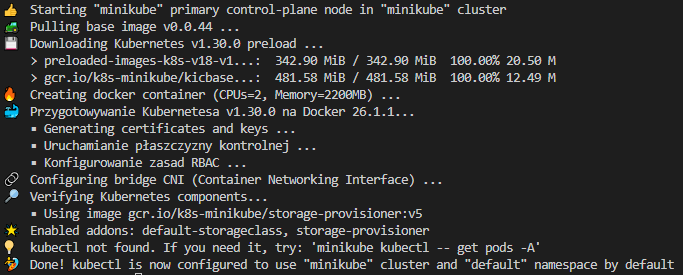 Starting "minikube" primary control-plane node in "minikube" cluster
Pulling base image v0.0.44 ...
Downloading Kubernetes v1.30.0 preload ...
> preloaded-images-k8s-v18-v1...: 342.90 MiB / 342.90 MiB 100.00% 20.50 M
> gcr.io/k8s-minikube/kicbase...: 481.58 MiB / 481.58 MiB 100.00% 12.49 M
Creating docker container (CPUs=2, Memory=2200MB) ...
Przygotowywanie Kubernetesa v1.30.0 na Docker 26.1.1...
▪ Generating certificates and keys ...
▪ Uruchamianie płaszczyzny kontrolnej ...
▪ Konfigurowanie zasad RBAC ...
Configuring bridge CNI (Container Networking Interface) ...
Verifying Kubernetes components...
▪ Using image gcr.io/k8s-minikube/storage-provisioner:v5
Enabled addons: default-storageclass, storage-provisioner
kubectl not found. If you need it, try: 'minikube kubectl -- get pods -A'
Done! kubectl is now configured to use "minikube" cluster and "default" namespace by default